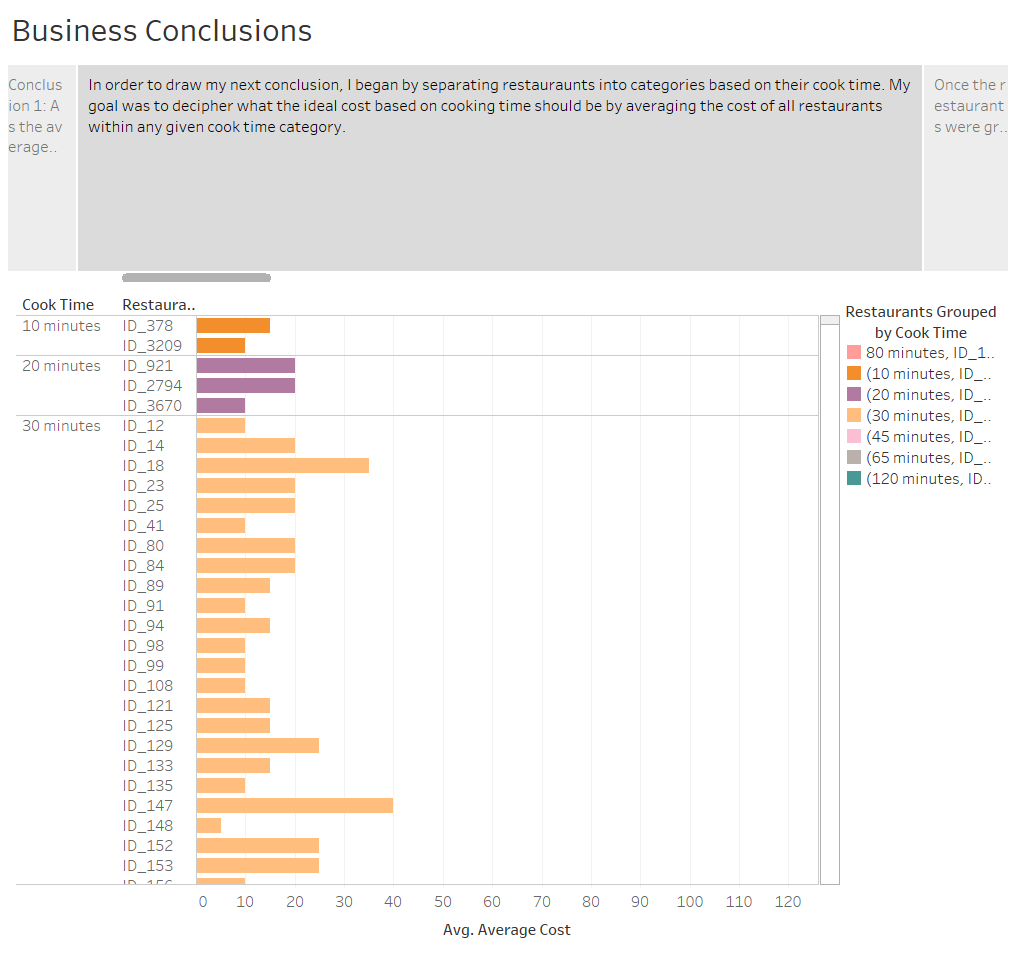 Business Conclusions
Conclus
ion 1: A
s the av
erage..
In order to draw my next conclusion, I began by separating restauraunts into categories based on their cook time. My
goal was to decipher what the ideal cost based on cooking time should be by averaging the cost of all restaurants
within any given cook time category.
Once the r
estaurant
s were gr..
Cook Time Restaura..
10 minutes ID_378
ID_3209
20 minutes ID_921
ID_2794
ID_3670
30 minutes ID_12
ID_14
ID_18
ID_23
ID_25
ID_41
ID_80
ID_84
ID_89
ID_91
ID_94
ID_98
ID_99
ID_108
ID_121
ID_125
ID_129
ID_133
ID_135
ID_147
ID_148
ID_152
ID_153
ID_156
0 10 20 30 40 50 60 70 80 90 100 110 120
Avg. Average Cost
Restaurants Grouped
by Cook Time
80 minutes, ID_1..
(10 minutes, ID_..
(20 minutes, ID_..
(30 minutes, ID_..
(45 minutes, ID_..
(65 minutes, ID_..
(120 minutes, ID..